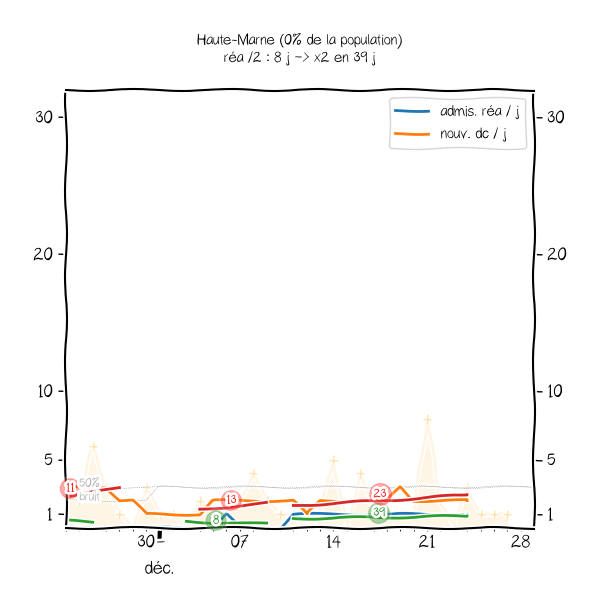 Haute-Marne (0% de la population)
réa /2 : 8 j -> x2 en 39 j
admis. réa / j
nouv. dc / j
30 30
20 20
10 10
5 5
1 1
11
50%
bruit
13
8
23
39
30 07 14 21 28
déc.